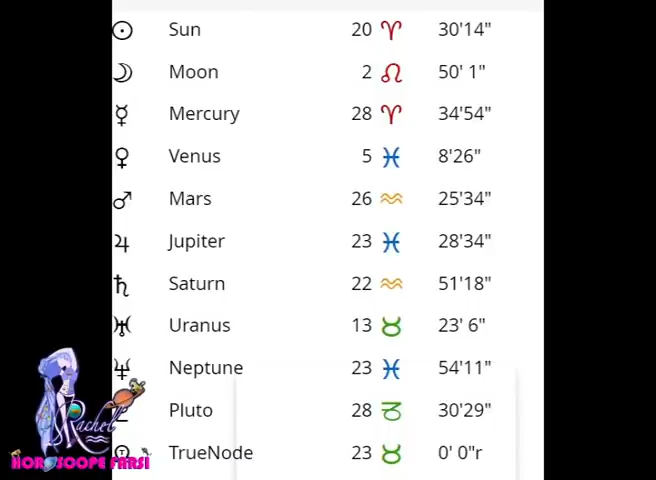 ☉ Sun 20 ♈ 30'14"
☽ Moon 2 ♌ 50' 1"
☿ Mercury 28 ♈ 34'54"
♀ Venus 5 ♓ 8'26"
♂ Mars 26 ♒ 25'34"
♃ Jupiter 23 ♓ 28'34"
♄ Saturn 22 ♒ 51'18"
♅ Uranus 13 ♉ 23' 6"
♆ Neptune 23 ♓ 54'11"
Pluto 28 ♑ 30'29"
TrueNode 23 ♉ 0' 0"r
Rachel
HOROSCOPE FARSI